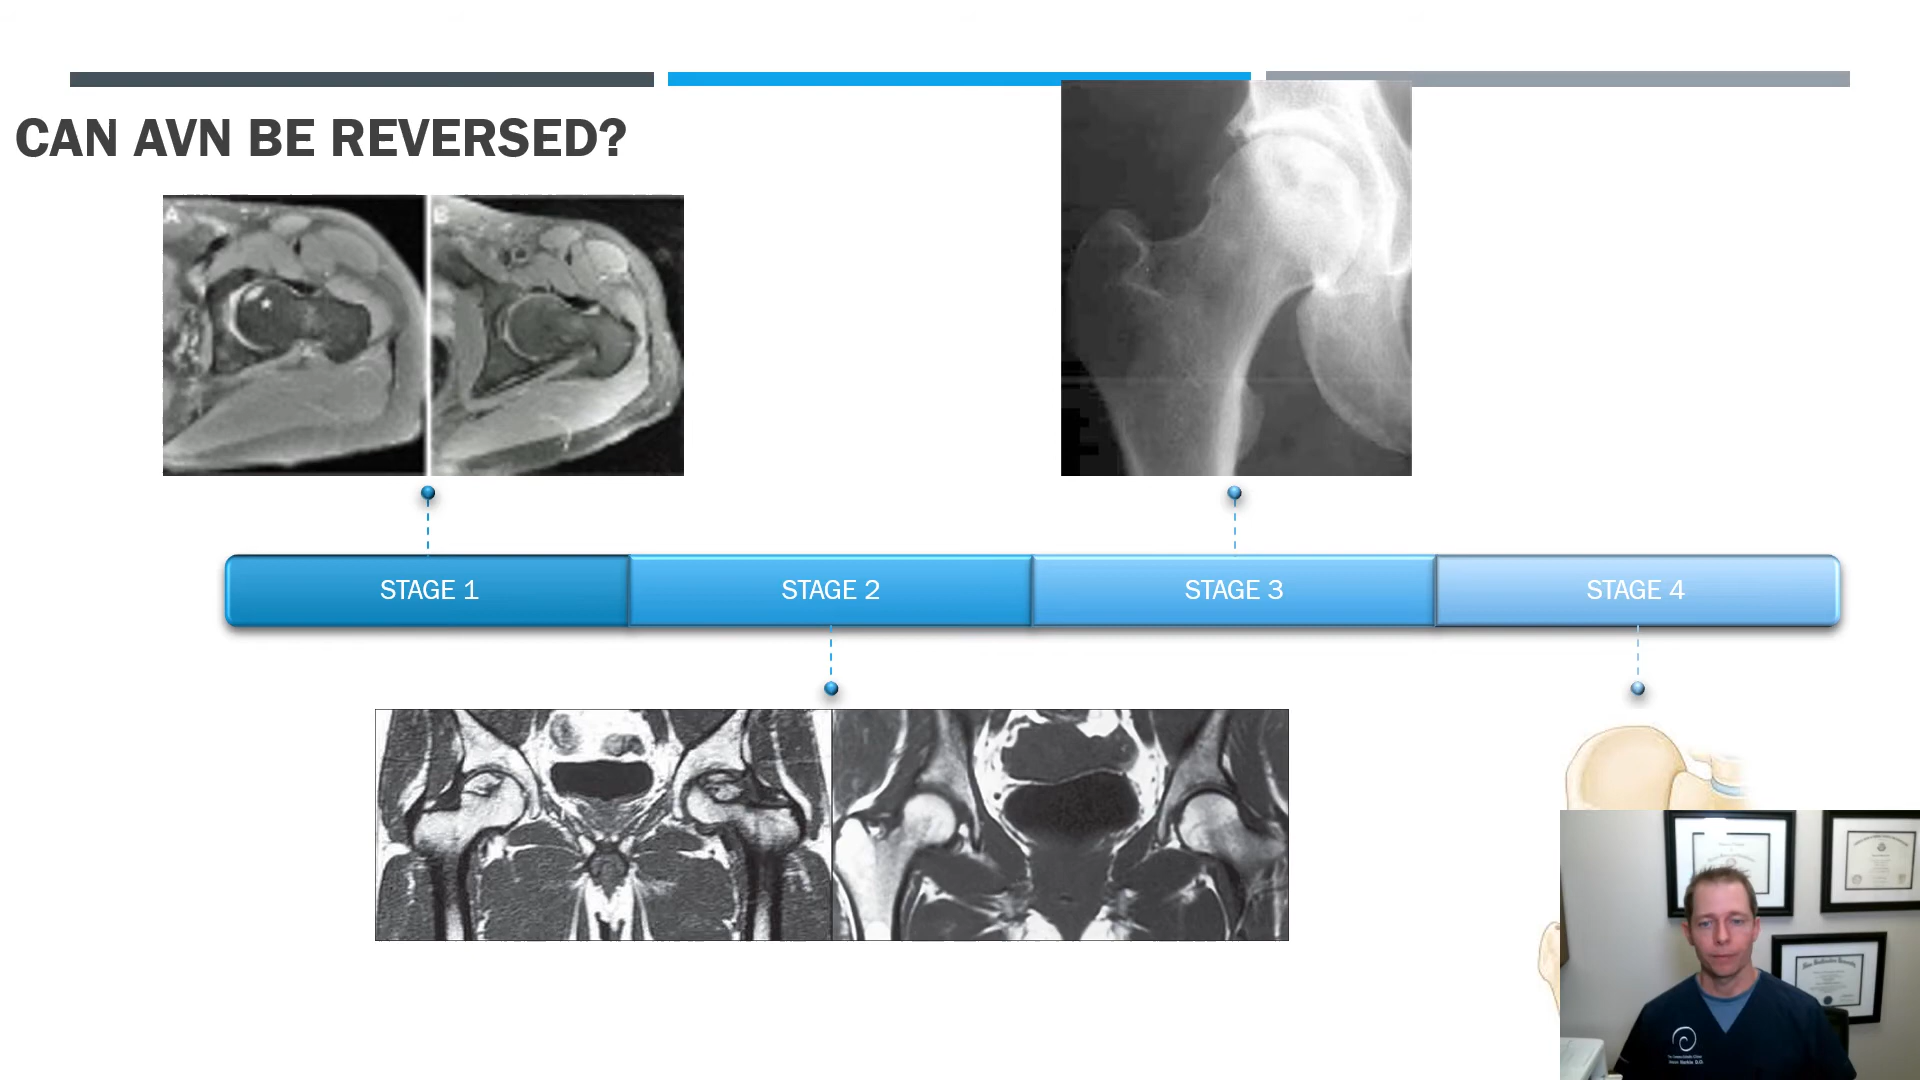 CAN AVN BE REVERSED?
A
B
STAGE 1
STAGE 2
STAGE 3
STAGE 4